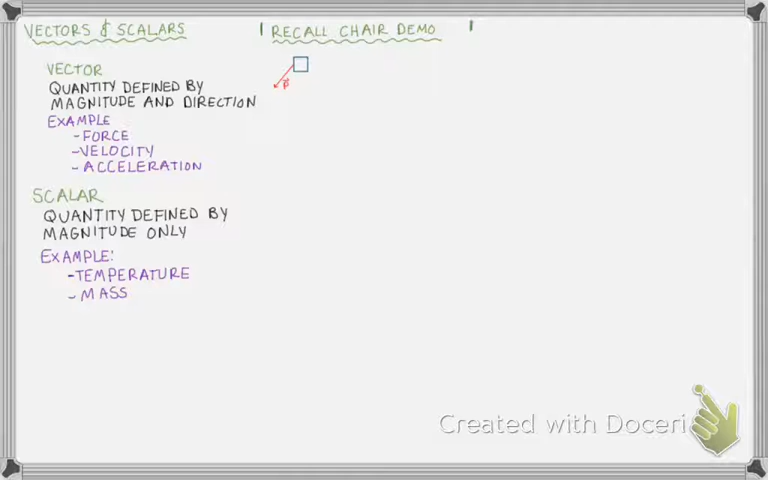 VECTORS & SCALARS
VECTOR
QUANTITY DEFINED BY
MAGNITUDE AND DIRECTION
EXAMPLE
-FORCE
-VELOCITY
-ACCELERATION
SCALAR
QUANTITY DEFINED BY
MAGNITUDE ONLY
EXAMPLE:
-TEMPERATURE
-MASS
RECALL CHAIR DEMO
Created with Doceri